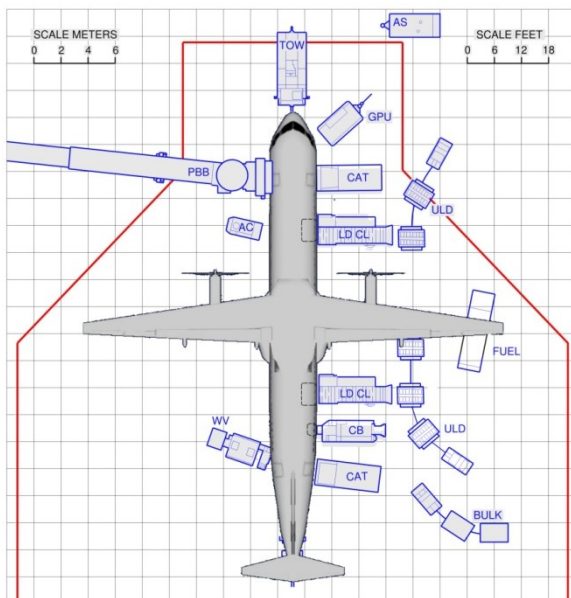 AS
SCALE METERS
SCALE FEET
0 2 4 6
0 6 12 18
TOW
GPU
PBB
CAT
ULD
AC
LD CL
FUEL
LD CL
WV
CB
ULD
CAT
BULK